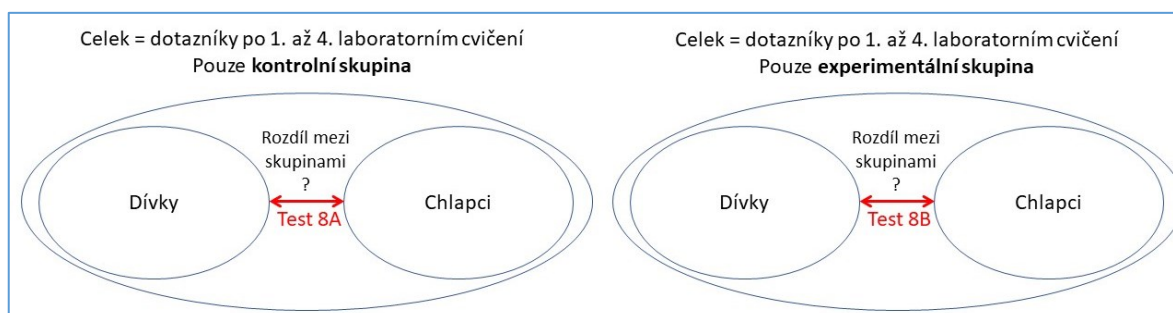 Celek = dotazníky po 1. až 4. laboratorním cvičení
Pouze kontrolní skupina
Rozdíl mezi
skupinami
?
Dívky
Chlapci
Test 8A
Celek = dotazníky po 1. až 4. laboratorním cvičení
Pouze experimentální skupina
Rozdíl mezi
skupinami
?
Dívky
Chlapci
Test 8B